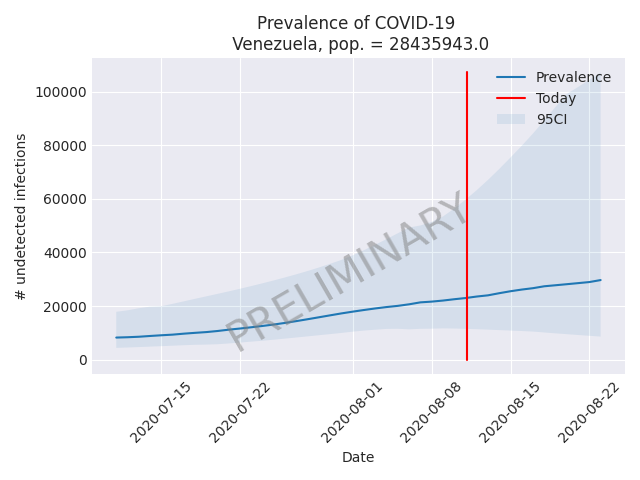 Prevalence of COVID-19
Venezuela, pop. = 28435943.0
Prevalence
Today
95CI
100000
80000
60000
40000
20000
0
# undetected infections
PRELIMINARY
2020-07-15
2020-07-22
2020-08-01
2020-08-08
2020-08-15
2020-08-22
Date